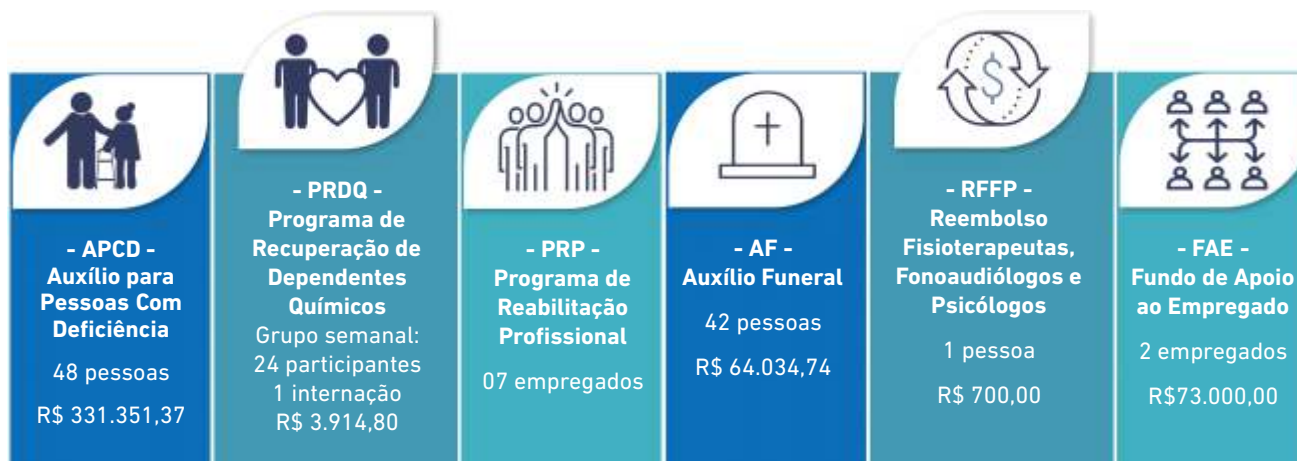 - APCD -
Auxílio para
Pessoas Com
Deficiência
48 pessoas
R$ 331.351,37
- PRDQ -
Programa de
Recuperação de
Dependentes
Químicos
Grupo semanal:
24 participantes
1 internação
R$ 3.914,80
- PRP -
Programa de
Reabilitação
Profissional
07 empregados
- AF -
Auxílio Funeral
42 pessoas
R$ 64.034,74
$
- RFFP -
Reembolso
Fisioterapeutas,
Fonoaudiólogos e
Psicólogos
1 pessoa
R$ 700,00
- FAE -
Fundo de Apoio
ao Empregado
2 empregados
R$73.000,00